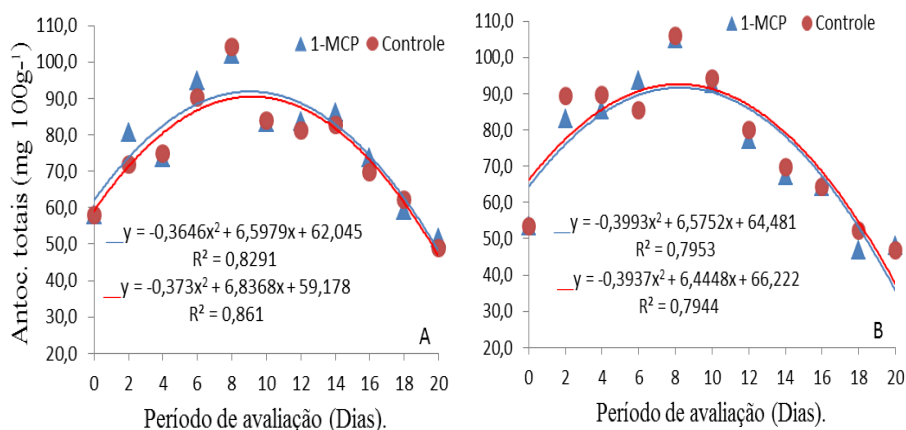 Antoc. totais (mg 100g-¹)
110,0
100,0
90,0
80,0
70,0
60,0
50,0
40,0
30,0
20,0
1-MCP Controle
y = -0,3646x² + 6,5979x + 62,045
R² = 0,8291
y = -0,373x² + 6,8368x + 59,178
R² = 0,861
A
0 2 4 6 8 10 12 14 16 18 20
Período de avaliação (Dias).
110,0
100,0
90,0
80,0
70,0
60,0
50,0
40,0
30,0
20,0
1-MCP Controle
y = -0,3993x² + 6,5752x + 64,481
R² = 0,7953
y = -0,3937x² + 6,4448x + 66,222
R² = 0,7944
B
0 2 4 6 8 10 12 14 16 18 20
Período de avaliação (Dias).